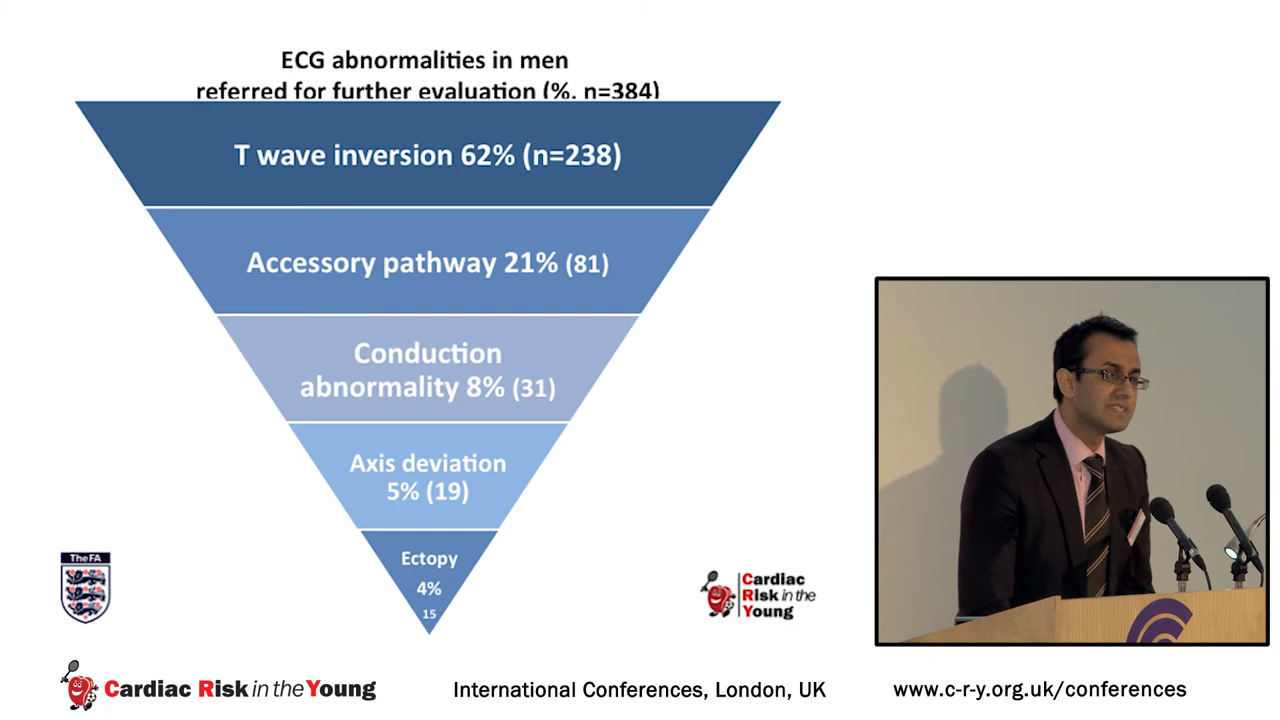 ECG abnormalities in men
referred for further evaluation (%, n=384)
T wave inversion 62% (n=238)
Accessory pathway 21% (81)
Conduction
abnormality 8% (31)
Axis deviation
5% (19)
Ectopy
4%
15
The FA
Cardiac
Risk in the
Young
Cardiac Risk in the Young
International Conferences, London, UK
www.c-r-y.org.uk/conferences